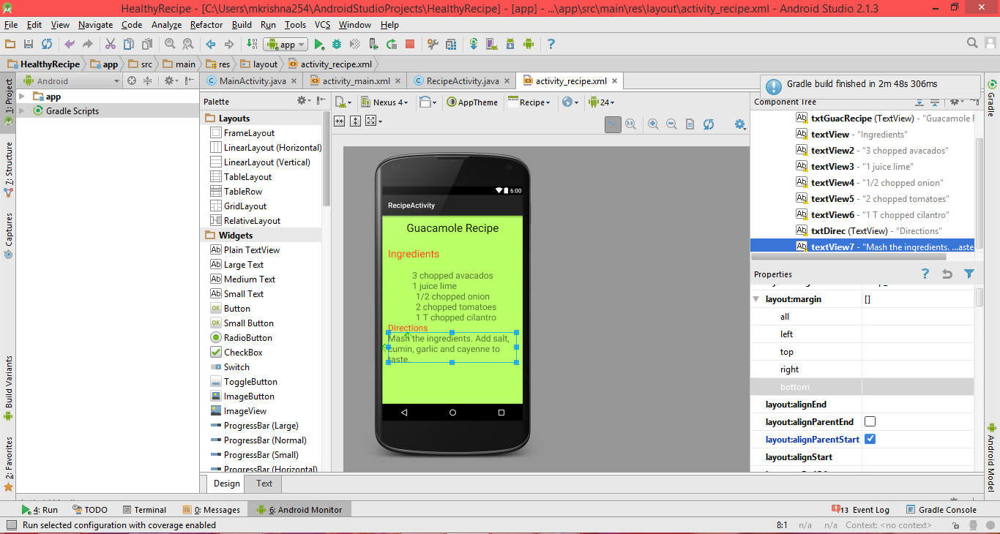 HealthyRecipe - [C:\Users\mkrishna254\AndroidStudioProjects\HealthyRecipe] - [app] - ...\app\src\main\res\layout\activity_recipe.xml - Android Studio 2.1.3
File Edit View Navigate Code Analyze Refactor Build Run Tools VCS Window Help
app
HealthyRecipe app src main res layout activity_recipe.xml
Android
MainActivity.java activity_main.xml RecipeActivity.java activity_recipe.xml
Gradle build finished in 2m 48s 306ms
1: Project
7: Structure
Captures
Build Variants
2: Favorites
app
Gradle Scripts
Palette
Layouts
FrameLayout
LinearLayout (Horizontal)
LinearLayout (Vertical)
TableLayout
TableRow
GridLayout
RelativeLayout
Widgets
Plain TextView
Large Text
Medium Text
Small Text
Button
Small Button
RadioButton
CheckBox
Switch
ToggleButton
ImageButton
ImageView
ProgressBar (Large)
ProgressBar (Normal)
ProgressBar (Small)
ProgressBar (Horizontal)
Nexus 4 AppTheme Recipe 24
6:00
RecipeActivity
Guacamole Recipe
Ingredients
3 chopped avacados
1 juice lime
1/2 chopped onion
2 chopped tomatoes
1 T chopped cilantro
Directions
Mash the ingredients. Add salt,
cumin, garlic and cayenne to
taste.
Component Tree
txtGuacRecipe (TextView) - "Guacamole
textView - "Ingredients"
textView2 - "3 chopped avacados"
textView3 - "1 juice lime"
textView4 - "1/2 chopped onion"
textView5 - "2 chopped tomatoes"
textView6 - "1 T chopped cilantro"
txtDirec (TextView) - "Directions"
textView7 - "Mash the ingredients. ...aste
Properties
layout:margin []
all
left
top
right
bottom
layout:alignEnd
layout:alignParentEnd
layout:alignParentStart
layout:alignStart
Gradle
Android Model
Design Text
4: Run TODO Terminal 0: Messages 6: Android Monitor 13 Event Log Gradle Console
Run selected configuration with coverage enabled 8:1 n/a n/a Context: <no context>